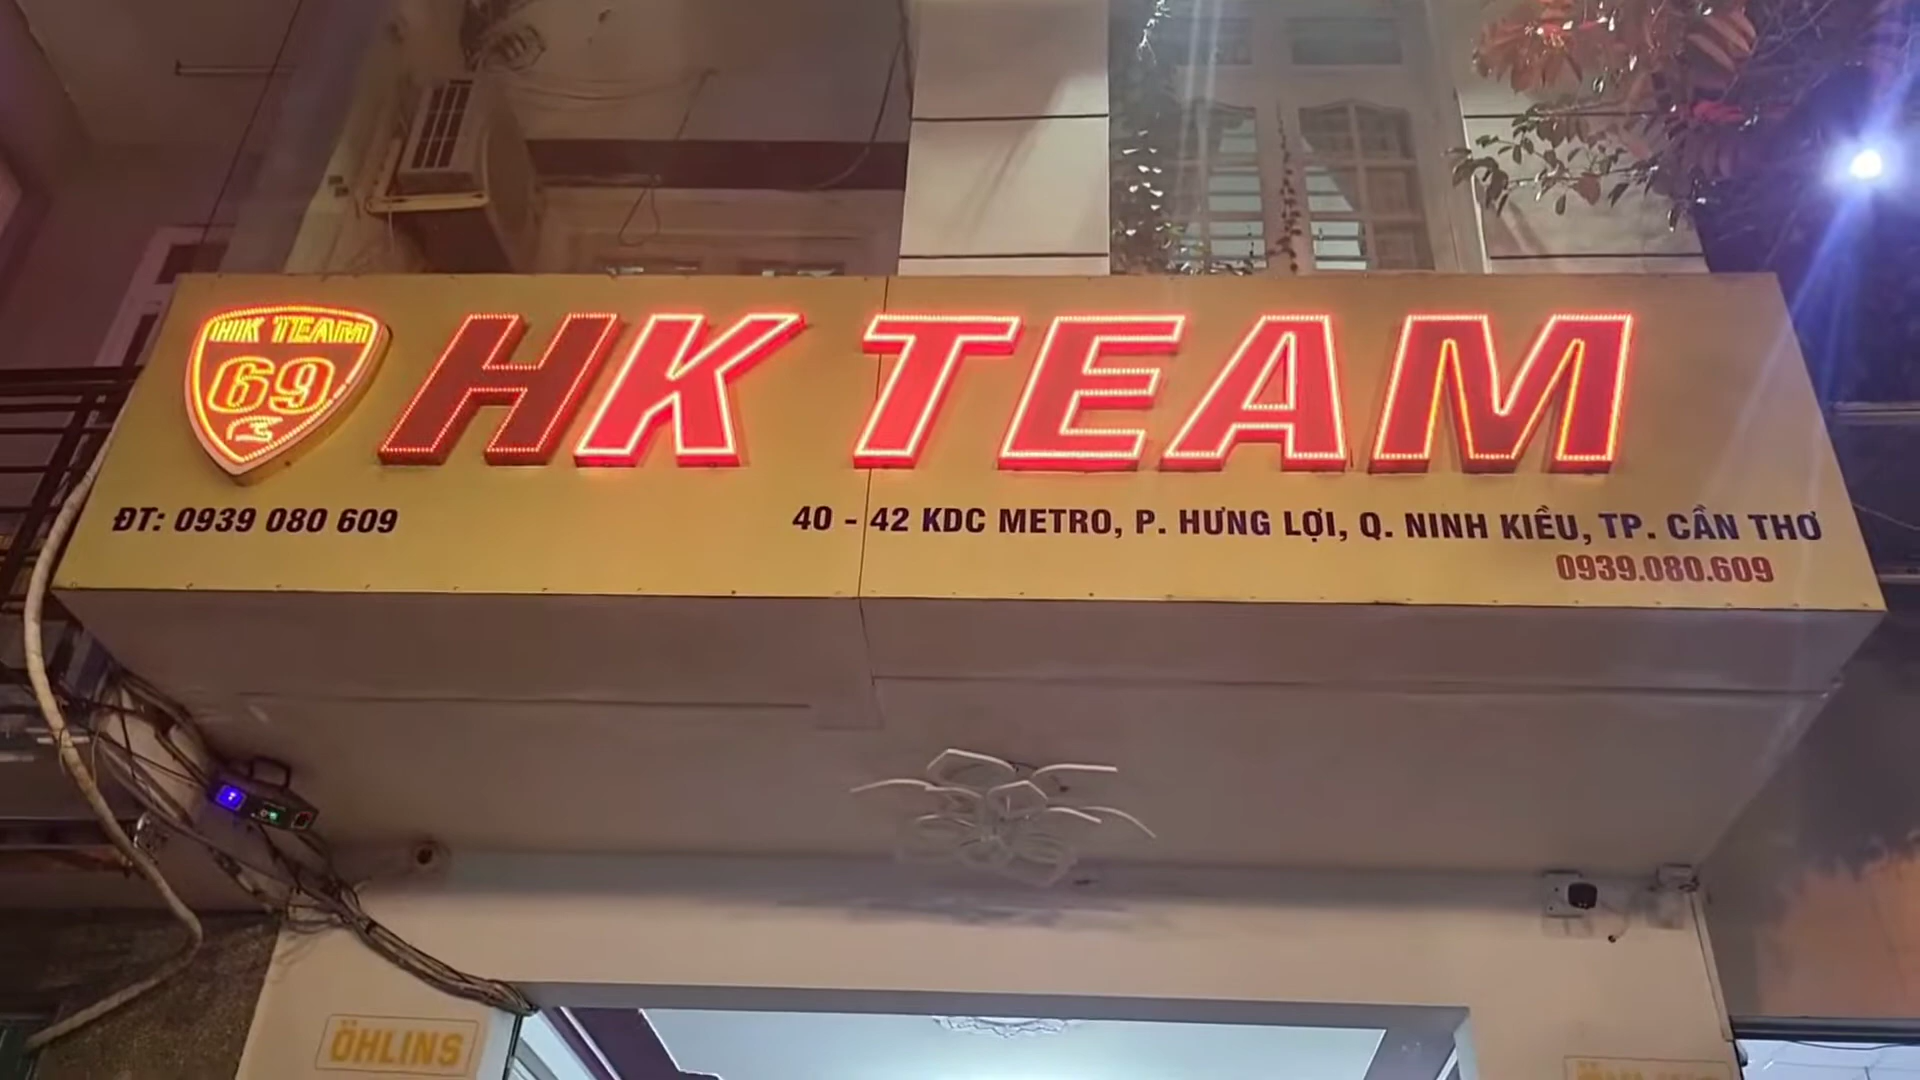 HK TEAM
69
HK TEAM
ĐT: 0939 080 609
40 - 42 KDC METRO, P. HƯNG LỢI, Q. NINH KIỀU, TP. CẦN THƠ
0939.080.609
ÖHLINS